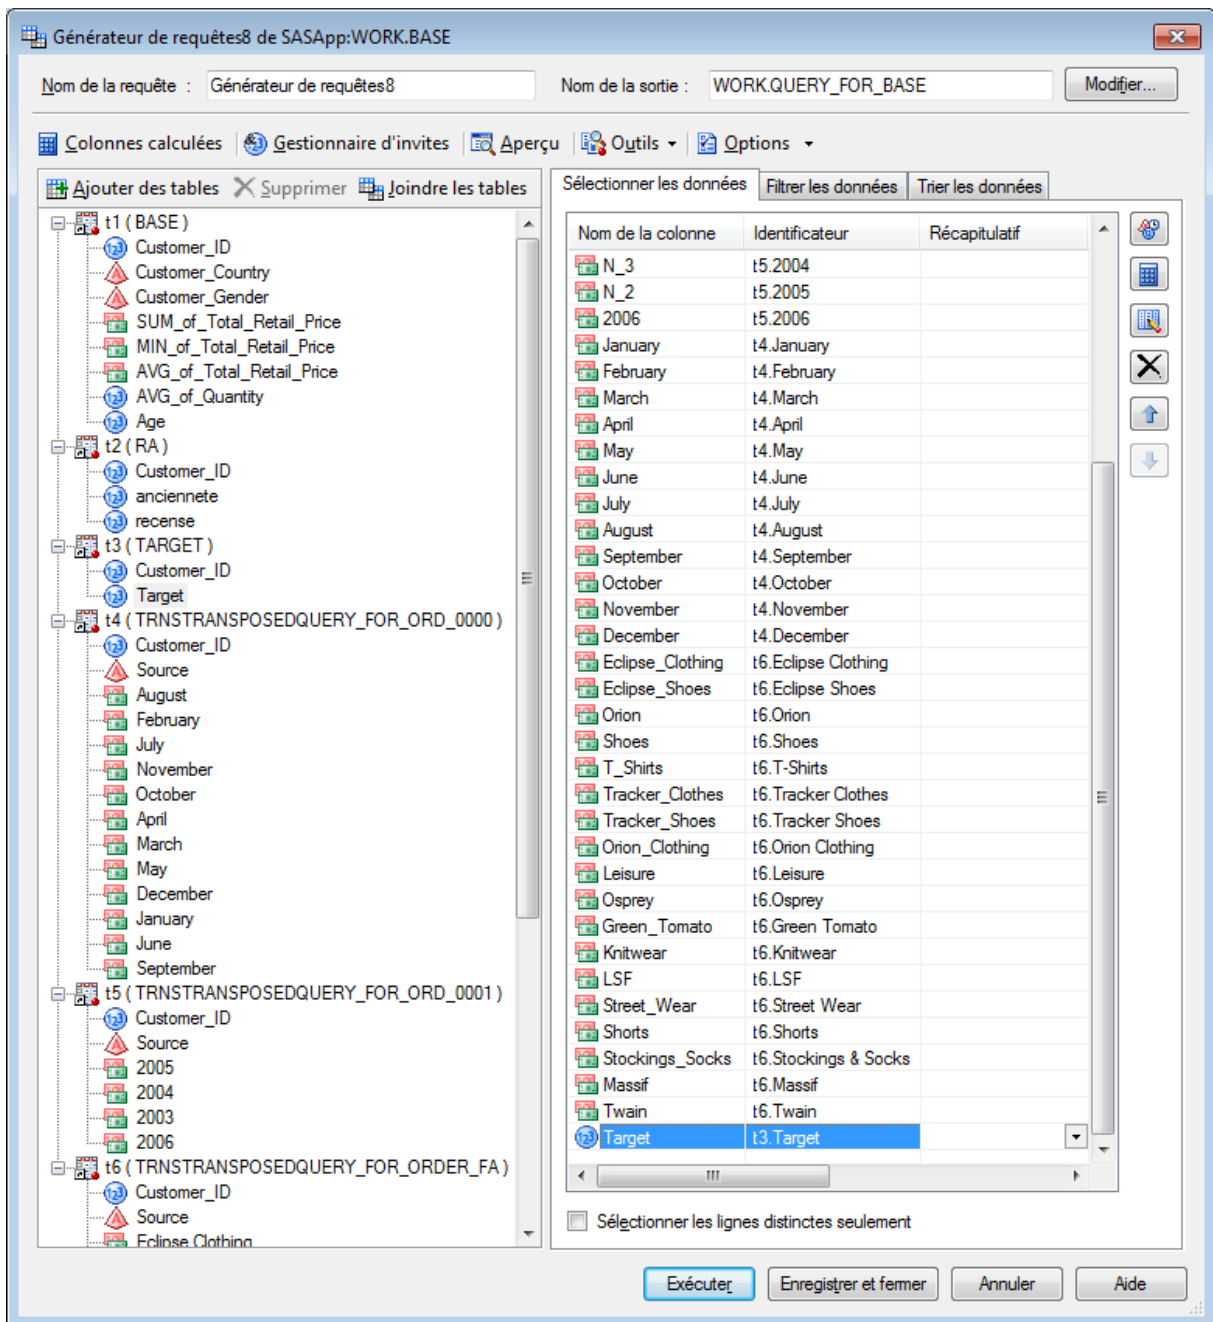 Générateur de requêtes8 de SASApp:WORK.BASE
Nom de la requête : Générateur de requêtes8 Nom de la sortie : WORK.QUERY_FOR_BASE Modifier...
Colonnes calculées Gestionnaire d'invites Aperçu Outils Options
Ajouter des tables Supprimer Joindre les tables
t1 ( BASE )
Customer_ID
Customer_Country
Customer_Gender
SUM_of_Total_Retail_Price
MIN_of_Total_Retail_Price
AVG_of_Total_Retail_Price
AVG_of_Quantity
Age
t2 ( RA )
Customer_ID
anciennete
recense
t3 ( TARGET )
Customer_ID
Target
t4 ( TRNSTRANSPOSEDQUERY_FOR_ORD_0000 )
Customer_ID
Source
August
February
July
November
October
April
March
May
December
January
June
September
t5 ( TRNSTRANSPOSEDQUERY_FOR_ORD_0001 )
Customer_ID
Source
2005
2004
2003
2006
t6 ( TRNSTRANSPOSEDQUERY_FOR_ORDER_FA )
Customer_ID
Source
Eclipse Clothing
Sélectionner les données Filtrer les données Trier les données
Nom de la colonne Identificateur Récapitulatif
N_3 t5.2004
N_2 t5.2005
2006 t5.2006
January t4.January
February t4.February
March t4.March
April t4.April
May t4.May
June t4.June
July t4.July
August t4.August
September t4.September
October t4.October
November t4.November
December t4.December
Eclipse_Clothing t6.Eclipse Clothing
Eclipse_Shoes t6.Eclipse Shoes
Orion t6.Orion
Shoes t6.Shoes
T_Shirts t6.T-Shirts
Tracker_Clothes t6.Tracker Clothes
Tracker_Shoes t6.Tracker Shoes
Orion_Clothing t6.Orion Clothing
Leisure t6.Leisure
Osprey t6.Osprey
Green_Tomato t6.Green Tomato
Knitwear t6.Knitwear
LSF t6.LSF
Street_Wear t6.Street Wear
Shorts t6.Shorts
Stockings_Socks t6.Stockings & Socks
Massif t6.Massif
Twain t6.Twain
Target t3.Target
Sélectionner les lignes distinctes seulement
Exécuter Enregistrer et fermer Annuler Aide